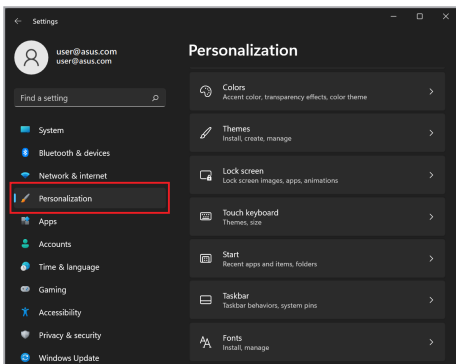 Settings
user@asus.com
user@asus.com
Find a setting
System
Bluetooth & devices
Network & internet
Personalization
Apps
Accounts
Time & language
Gaming
Accessibility
Privacy & security
Windows Update
Personalization
Colors
Accent color, transparency effects, color theme
Themes
Install, create, manage
Lock screen
Lock screen images, apps, animations
Touch keyboard
Themes, size
Start
Recent apps and items, folders
Taskbar
Taskbar behaviors, system pins
Fonts
Install, manage